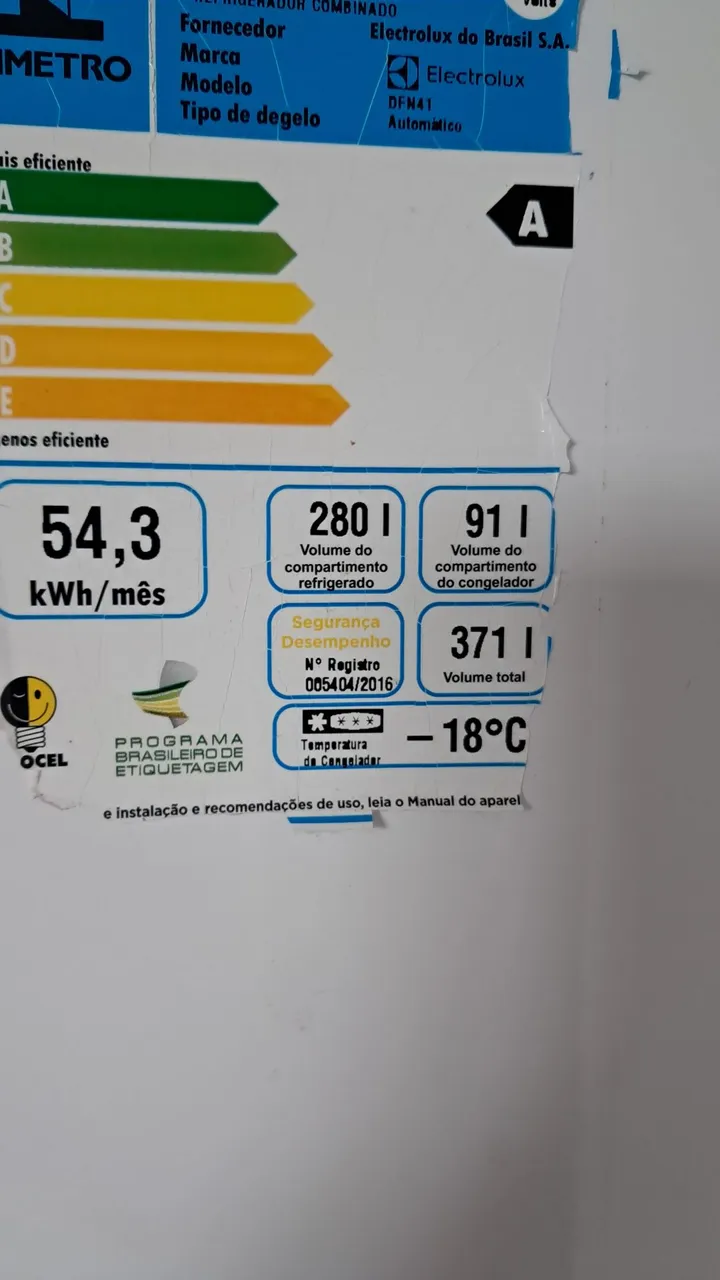 REFRIGERADOR COMBINADO
Volts
Fornecedor Electrolux do Brasil S.A.
Marca Electrolux
Modelo DFN41
Tipo de degelo Automático
METRO
is eficiente
A
A
B
C
D
E
enos eficiente
54,3
kWh/mês
280 l
Volume do
compartimento
refrigerado
91 l
Volume do
compartimento
do congelador
Segurança
Desempenho
Nº Registro
005404/2016
371 l
Volume total
Temperatura
do Congelador
–18°C
OCEL
PROGRAMA
BRASILEIRO DE
ETIQUETAGEM
e instalação e recomendações de uso, leia o Manual do aparel